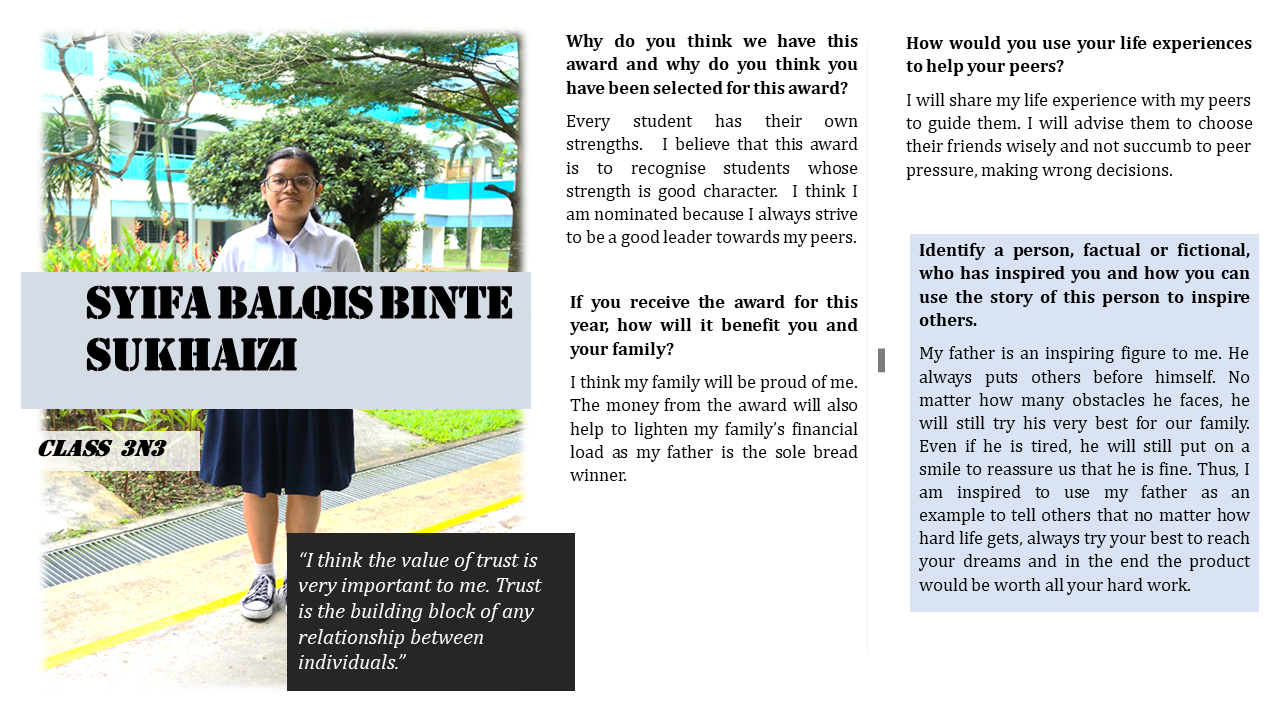 SYIFA BALQIS BINTE
SUKHAIZI
CLASS 3N3
“I think the value of trust is
very important to me. Trust
is the building block of any
relationship between
individuals.”
Why do you think we have this
award and why do you think you
have been selected for this award?
Every student has their own
strengths. I believe that this award
is to recognise students whose
strength is good character. I think I
am nominated because I always strive
to be a good leader towards my peers.
If you receive the award for this
year, how will it benefit you and
your family?
I think my family will be proud of me.
The money from the award will also
help to lighten my family’s financial
load as my father is the sole bread
winner.
How would you use your life experiences
to help your peers?
I will share my life experience with my peers
to guide them. I will advise them to choose
their friends wisely and not succumb to peer
pressure, making wrong decisions.
Identify a person, factual or fictional,
who has inspired you and how you can
use the story of this person to inspire
others.
My father is an inspiring figure to me. He
always puts others before himself. No
matter how many obstacles he faces, he
will still try his very best for our family.
Even if he is tired, he will still put on a
smile to reassure us that he is fine. Thus, I
am inspired to use my father as an
example to tell others that no matter how
hard life gets, always try your best to reach
your dreams and in the end the product
would be worth all your hard work.